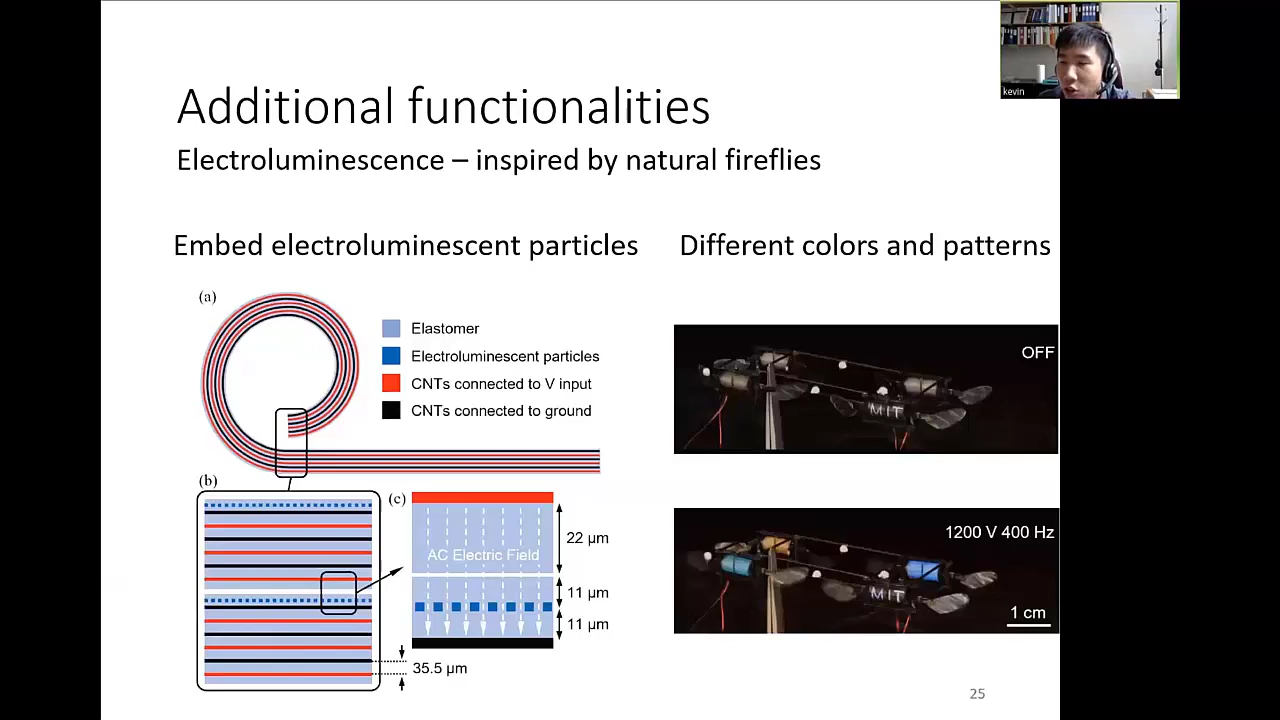 kevin
Additional functionalities
Electroluminescence – inspired by natural fireflies
Embed electroluminescent particles
Different colors and patterns
(a)
Elastomer
Electroluminescent particles
CNTs connected to V input
CNTs connected to ground
(b)
(c)
AC Electric Field
22 μm
11 μm
11 μm
35.5 μm
OFF
MIT
1200 V 400 Hz
MIT
1 cm
25